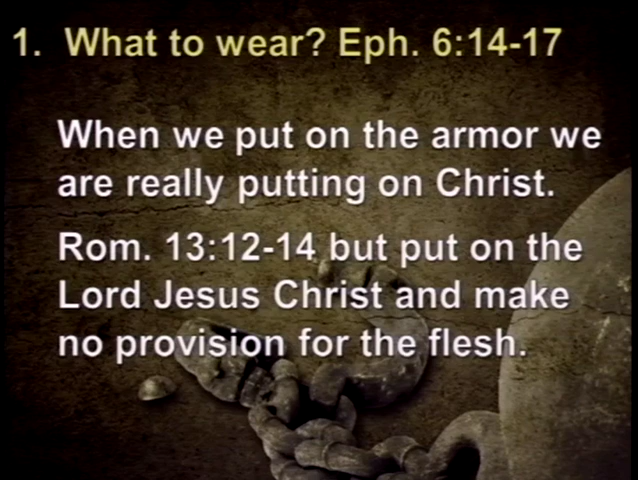 1. What to wear? Eph. 6:14-17
When we put on the armor we
are really putting on Christ.
Rom. 13:12-14 but put on the
Lord Jesus Christ and make
no provision for the flesh.